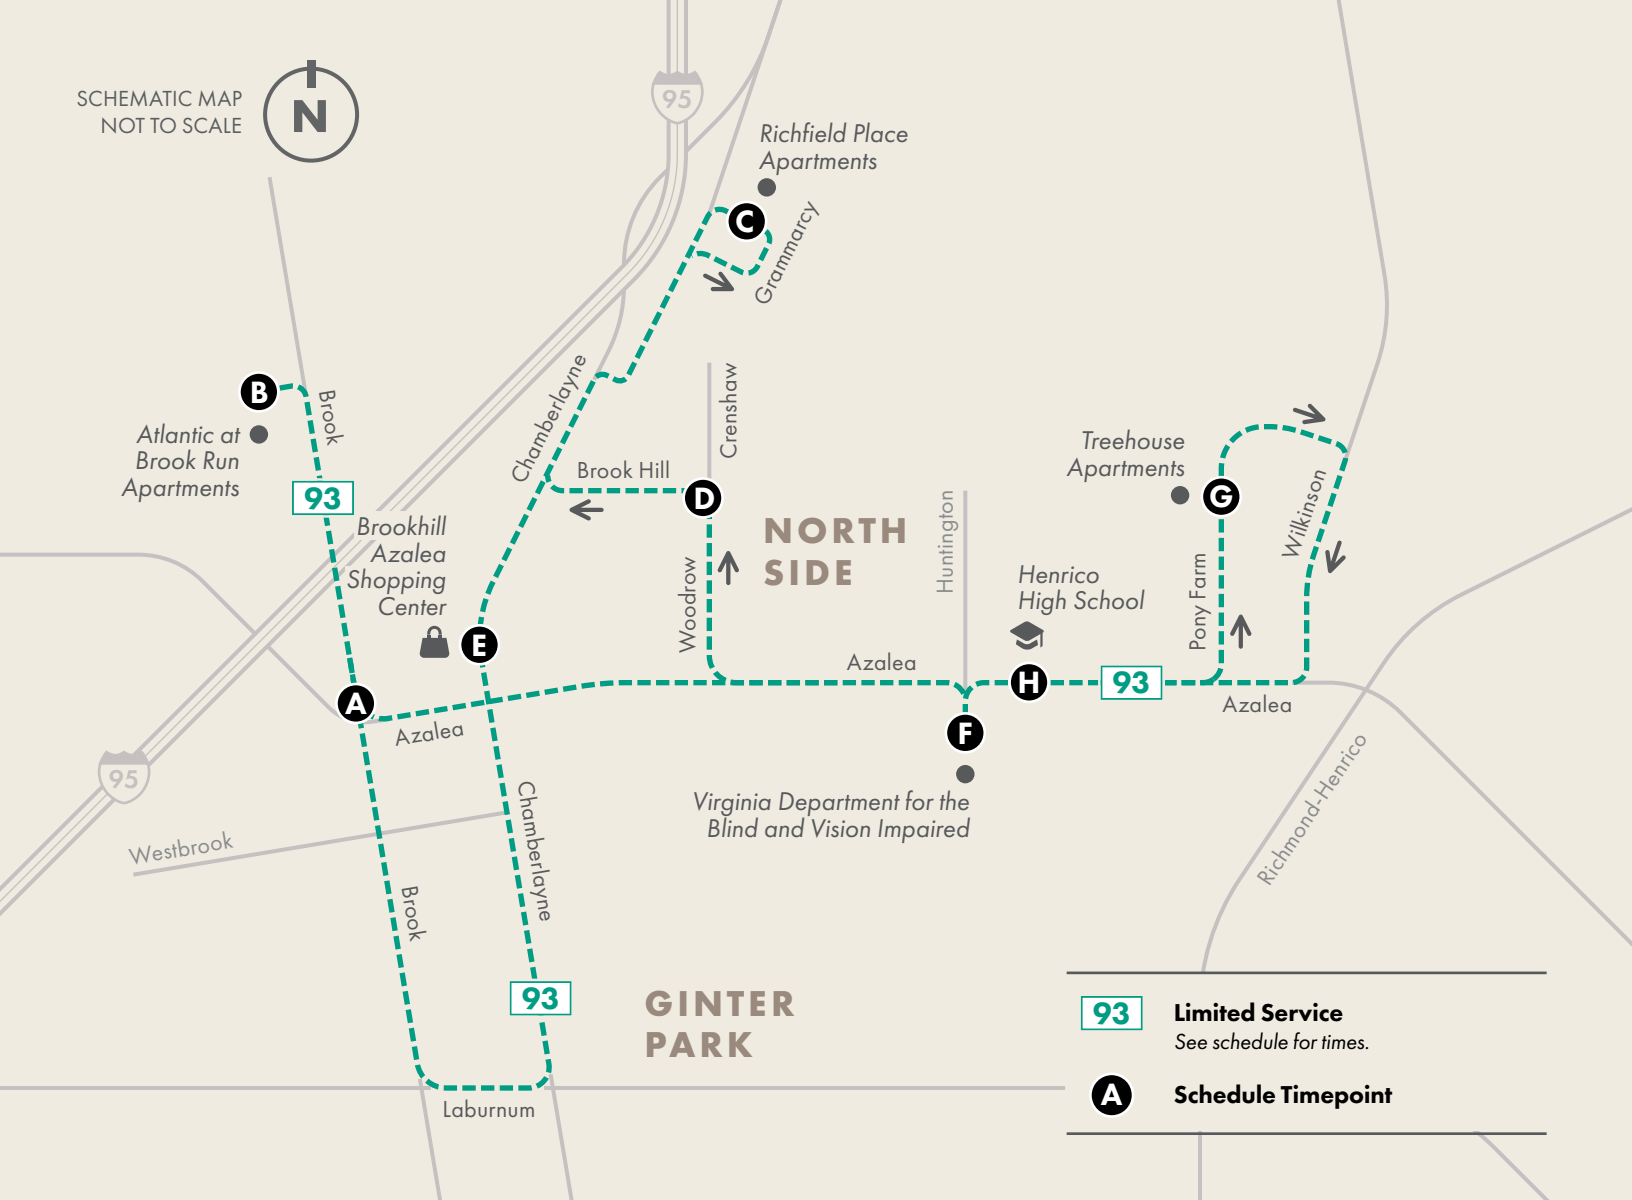 SCHEMATIC MAP
NOT TO SCALE
N
95
Richfield Place
Apartments
C
Grammarcy
B
Brook
Atlantic at
Brook Run
Apartments
93
Chamberlayne
Crenshaw
Brook Hill
D
Brookhill
Azalea
Shopping
Center
E
Woodrow
NORTH
SIDE
Huntington
Treehouse
Apartments
G
Wilkinson
Henrico
High School
Pony Farm
Azalea
H
93
Azalea
A
Azalea
F
95
Virginia Department for the
Blind and Vision Impaired
Richmond-Henrico
Westbrook
Chamberlayne
Brook
93
GINTER
PARK
Laburnum
93
Limited Service
See schedule for times.
A
Schedule Timepoint